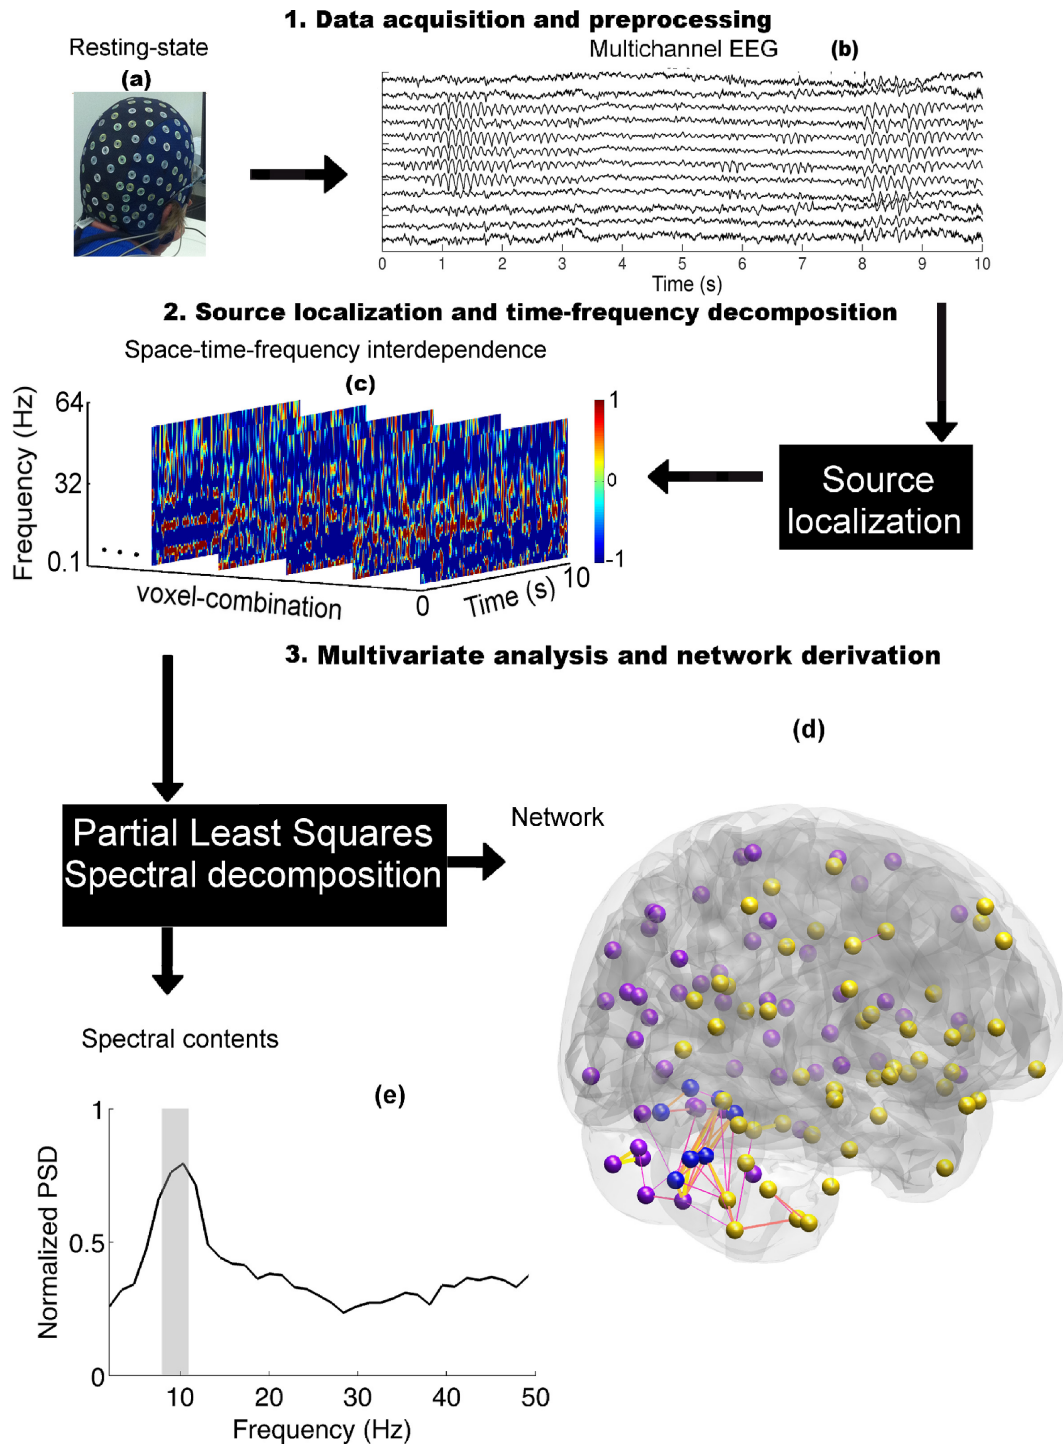 1. Data acquisition and preprocessing
Resting-state
(a)
Multichannel EEG (b)
0 1 2 3 4 5 6 7 8 9 10
Time (s)
2. Source localization and time-frequency decomposition
Space-time-frequency interdependence
(c)
Frequency (Hz)
64
32
0.1
voxel-combination
0
Time (s)
10
1
0
-1
Source
localization
3. Multivariate analysis and network derivation
(d)
Partial Least Squares
Spectral decomposition
Network
Spectral contents
(e)
Normalized PSD
1
0.5
0
10 20 30 40 50
Frequency (Hz)